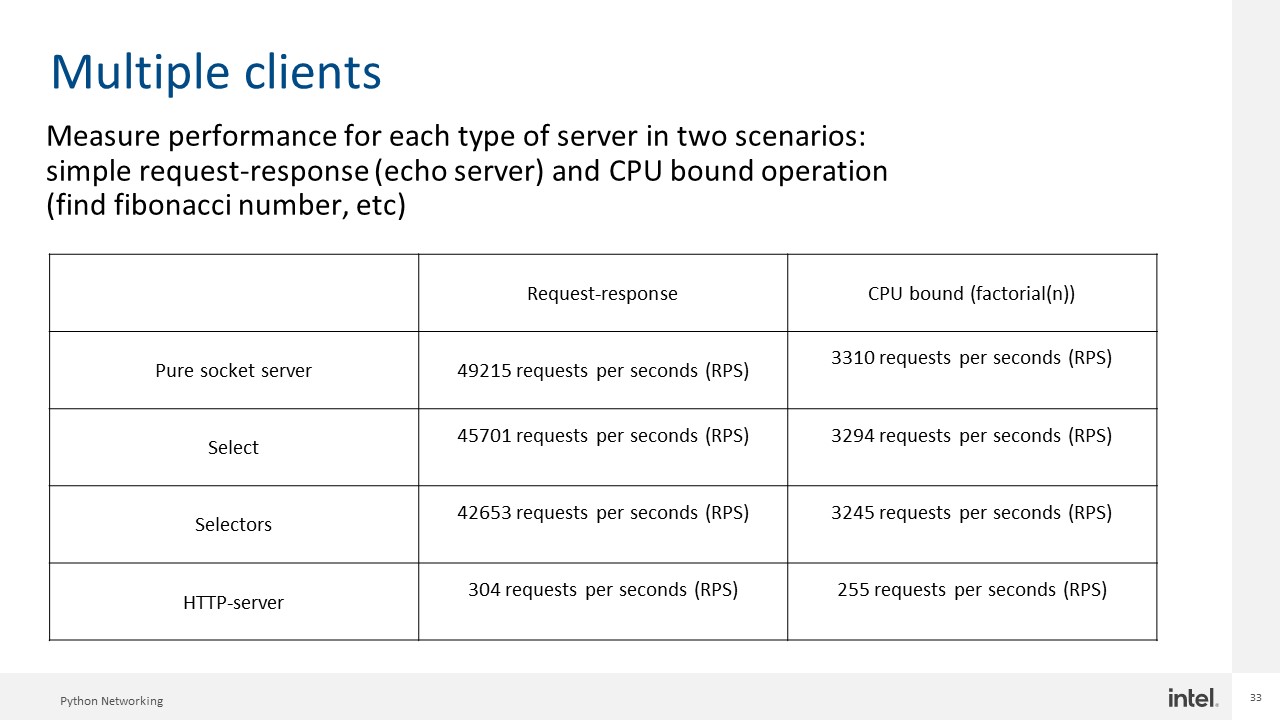 Multiple clients
Measure performance for each type of server in two scenarios:
simple request-response (echo server) and CPU bound operation
(find fibonacci number, etc)
Request-response
CPU bound (factorial(n))
Pure socket server
49215 requests per seconds (RPS)
3310 requests per seconds (RPS)
Select
45701 requests per seconds (RPS)
3294 requests per seconds (RPS)
Selectors
42653 requests per seconds (RPS)
3245 requests per seconds (RPS)
HTTP-server
304 requests per seconds (RPS)
255 requests per seconds (RPS)
Python Networking
intel.
33